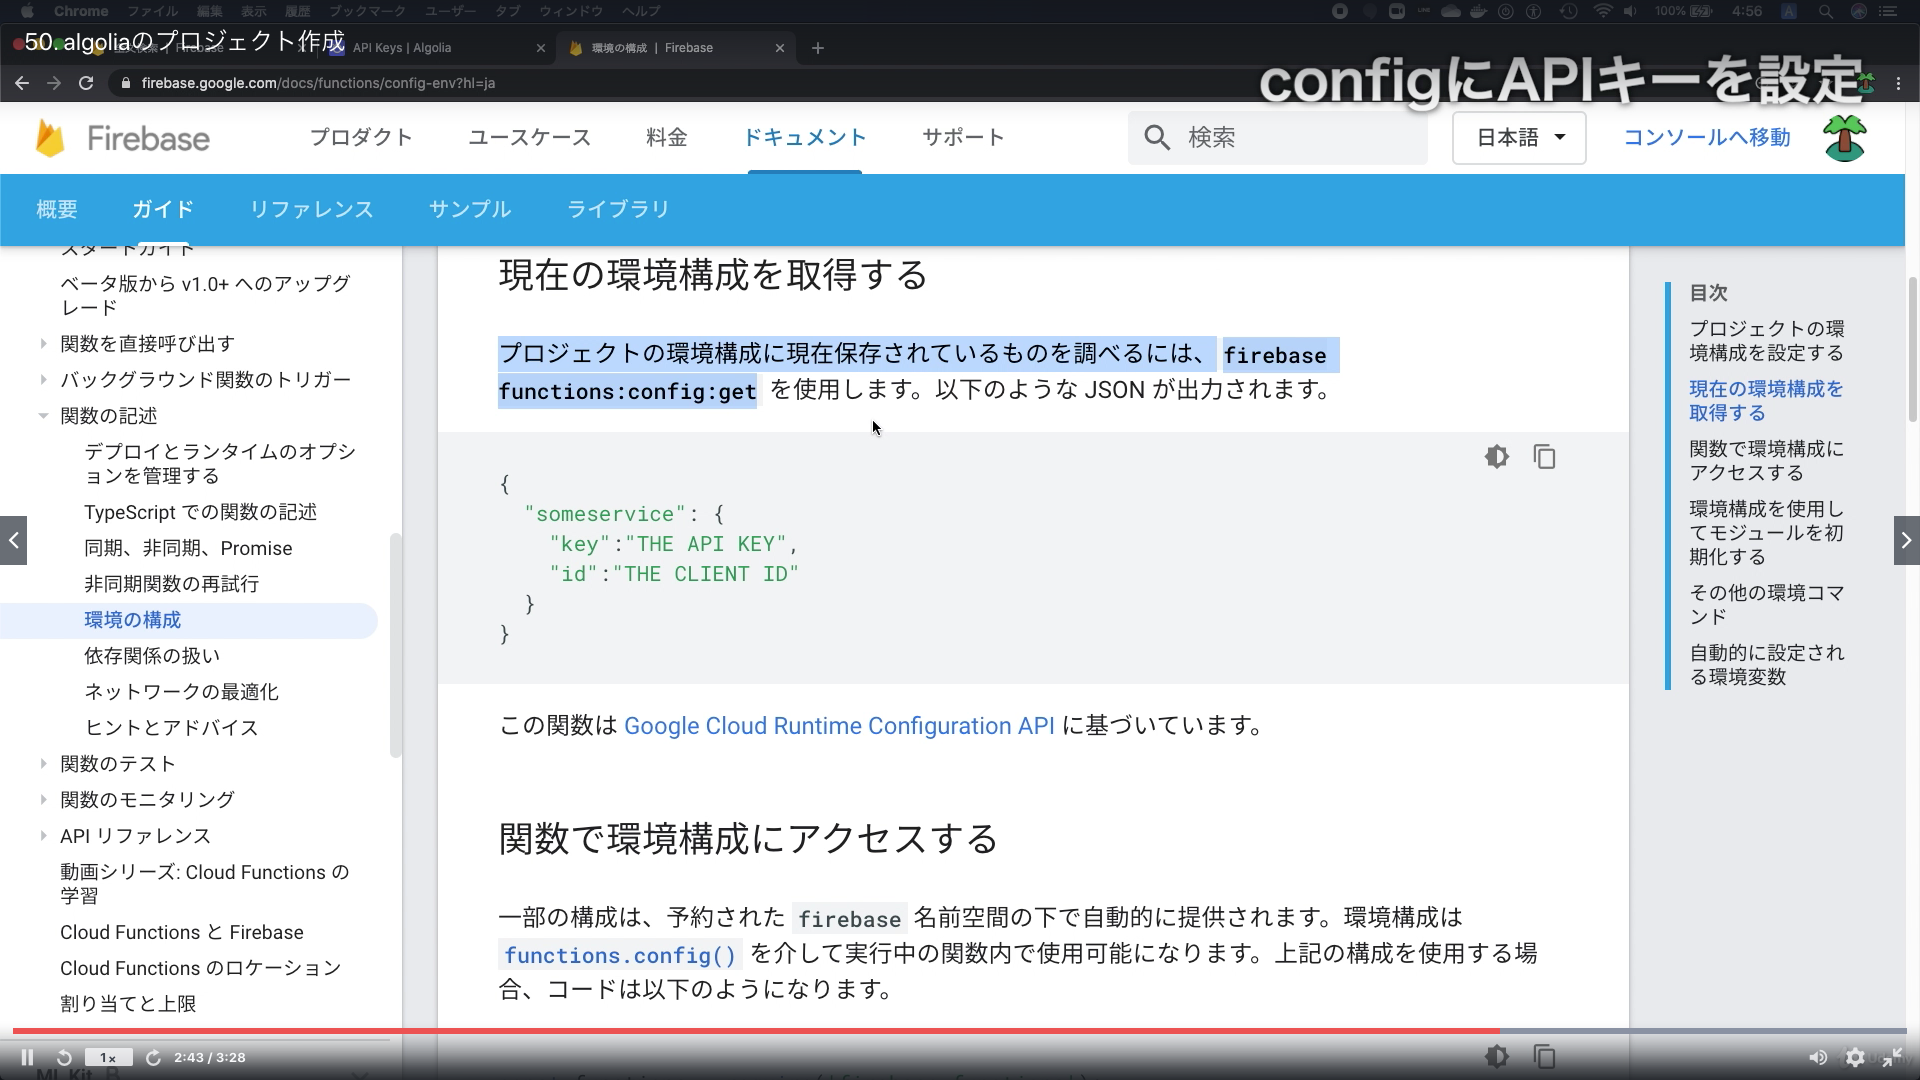 Chrome ファイル 編集 表示 履歴 ブックマーク ユーザー タブ ウィンドウ ヘルプ
100% 4:56 A
50. algoliaのプロジェクト作成
API Keys | Algolia
環境の構成 | Firebase
firebase.google.com/docs/functions/config-env?hl=ja
configにAPIキーを設定
Firebase
プロダクト ユースケース 料金 ドキュメント サポート
検索
日本語
コンソールへ移動
概要 ガイド リファレンス サンプル ライブラリ
スタートガイド
ベータ版から v1.0+ へのアップグ
レード
関数を直接呼び出す
バックグラウンド関数のトリガー
関数の記述
デプロイとランタイムのオプシ
ョンを管理する
TypeScript での関数の記述
同期、非同期、Promise
非同期関数の再試行
環境の構成
依存関係の扱い
ネットワークの最適化
ヒントとアドバイス
関数のテスト
関数のモニタリング
API リファレンス
動画シリーズ: Cloud Functions の
学習
Cloud Functions と Firebase
Cloud Functions のロケーション
割り当てと上限
現在の環境構成を取得する
プロジェクトの環境構成に現在保存されているものを調べるには、 firebase
functions:config:get を使用します。以下のような JSON が出力されます。
{
"someservice": {
"key":"THE API KEY",
"id":"THE CLIENT ID"
}
}
この関数は Google Cloud Runtime Configuration API に基づいています。
関数で環境構成にアクセスする
一部の構成は、予約された firebase 名前空間の下で自動的に提供されます。環境構成は
functions.config() を介して実行中の関数内で使用可能になります。上記の構成を使用する場
合、コードは以下のようになります。
目次
プロジェクトの環
境構成を設定する
現在の環境構成を
取得する
関数で環境構成に
アクセスする
環境構成を使用し
てモジュールを初
期化する
その他の環境コマ
ンド
自動的に設定され
る環境変数
1x
2:43 / 3:28